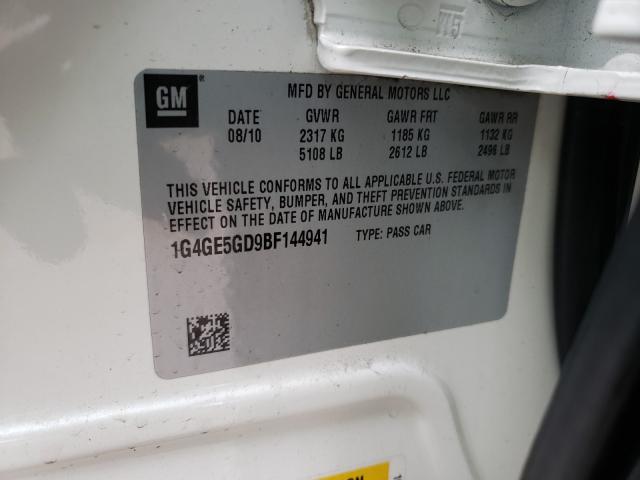 175
GM
MFD BY GENERAL MOTORS LLC
DATE GVWR GAWR FRT GAWR RR
08/10 2317 KG 1185 KG 1132 KG
5108 LB 2612 LB 2496 LB
THIS VEHICLE CONFORMS TO ALL APPLICABLE U.S. FEDERAL MOTOR
VEHICLE SAFETY, BUMPER, AND THEFT PREVENTION STANDARDS IN
EFFECT ON THE DATE OF MANUFACTURE SHOWN ABOVE.
1G4GE5GD9BF144941 TYPE: PASS CAR